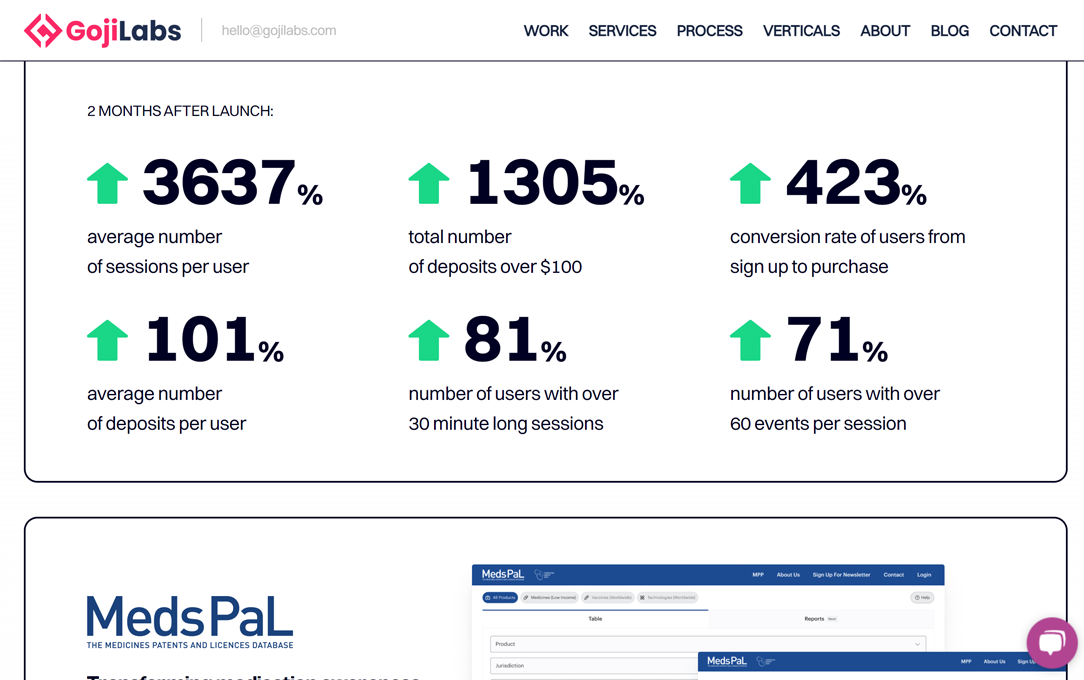 GojiLabs
hello@gojilabs.com
WORK SERVICES PROCESS VERTICALS ABOUT BLOG CONTACT
2 MONTHS AFTER LAUNCH:
3637%
average number
of sessions per user
1305%
total number
of deposits over $100
423%
conversion rate of users from
sign up to purchase
101%
average number
of deposits per user
81%
number of users with over
30 minute long sessions
71%
number of users with over
60 events per session
MedsPaL
THE MEDICINES PATENTS AND LICENCES DATABASE
Transforming medication awareness
MedsPaL
MPP About Us Sign Up For Newsletter Contact Login
All Products Medicines (Low Income) Vaccines (Worldwide) Technologies (Worldwide) Help
Table Reports New
Product
Jurisdiction
MedsPaL
MPP About Us Sign Up